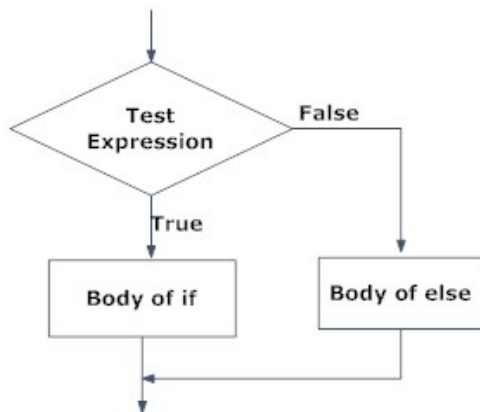 Test
Expression
False
True
Body of if
Body of else